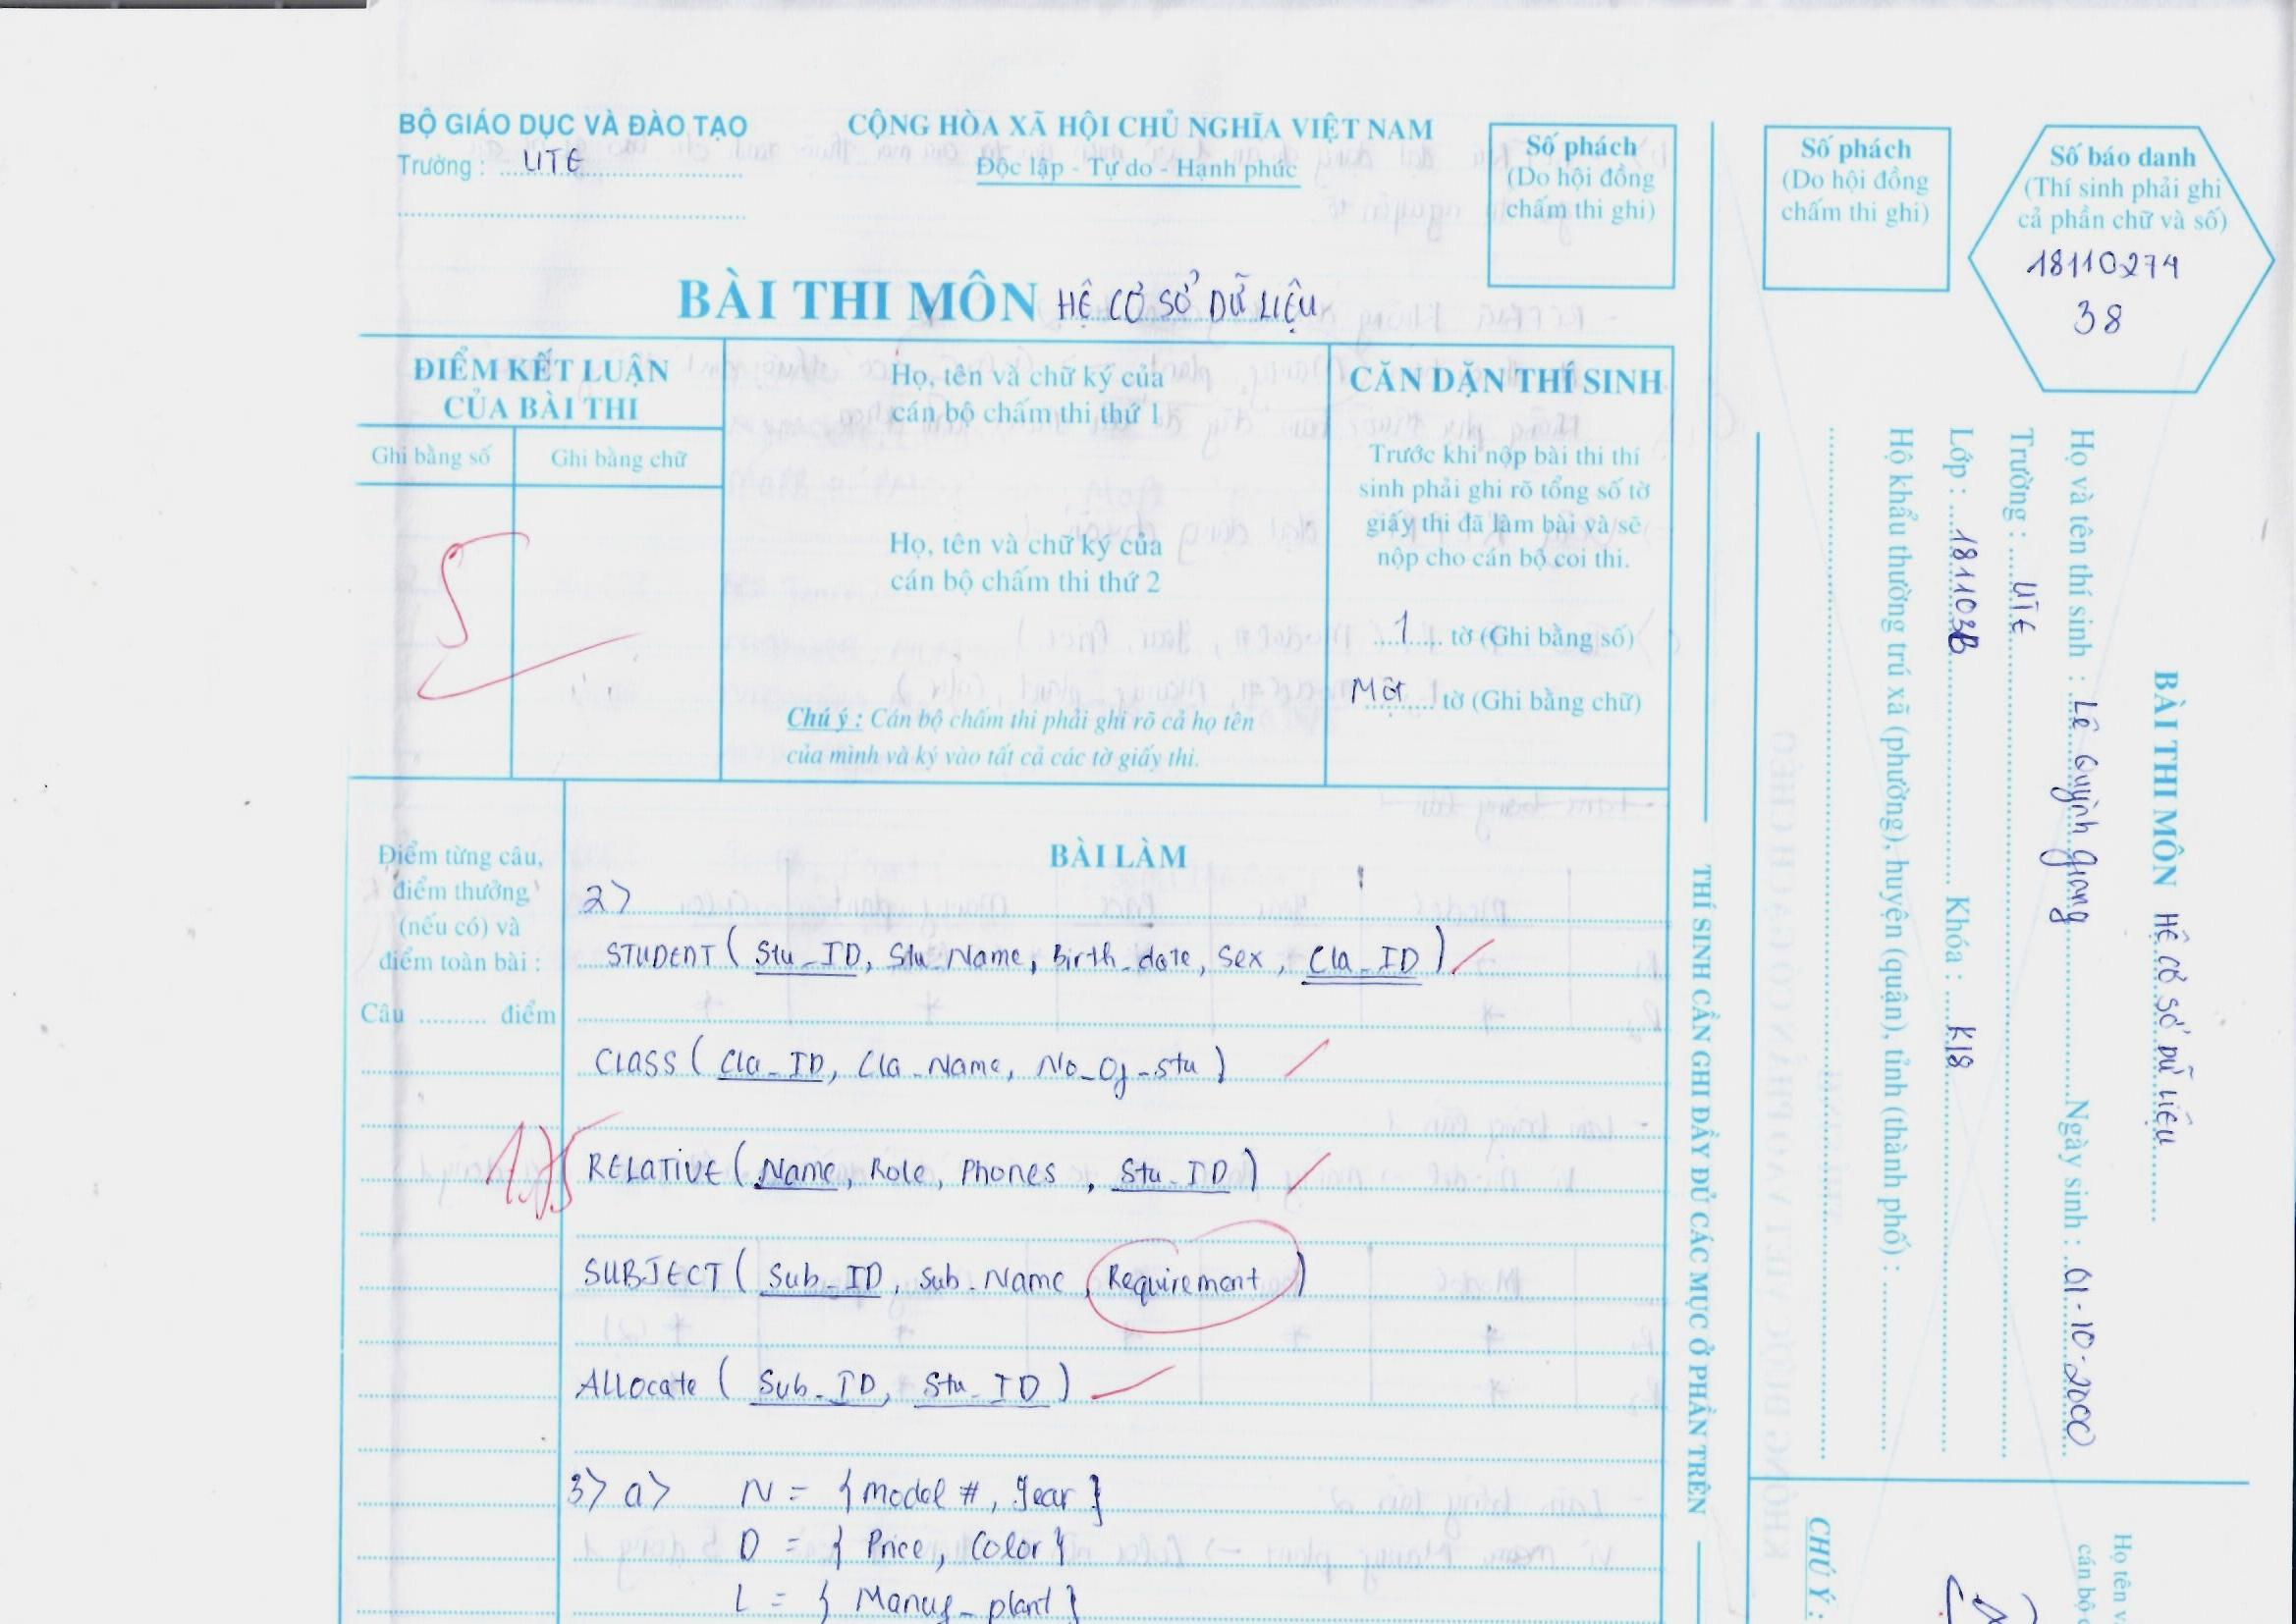 BỘ GIÁO DỤC VÀ ĐÀO TẠO
Trường : UTE
CỘNG HÒA XÃ HỘI CHỦ NGHĨA VIỆT NAM
Độc lập - Tự do - Hạnh phúc
Số phách
(Do hội đồng
chấm thi ghi)
Số phách
(Do hội đồng
chấm thi ghi)
Số báo danh
(Thí sinh phải ghi
cả phần chữ và số)
18110274
38
BÀI THI MÔN HỆ CƠ SỞ DỮ LIỆU
ĐIỂM KẾT LUẬN
CỦA BÀI THI
Ghi bằng số
Ghi bằng chữ
5
Họ, tên và chữ ký của
cán bộ chấm thi thứ 1
Họ, tên và chữ ký của
cán bộ chấm thi thứ 2
Chú ý : Cán bộ chấm thi phải ghi rõ cả họ tên
của mình và ký vào tất cả các tờ giấy thi.
CĂN DẶN THÍ SINH
Trước khi nộp bài thi thí
sinh phải ghi rõ tổng số tờ
giấy thi đã làm bài và sẽ
nộp cho cán bộ coi thi.
1 tờ (Ghi bằng số)
Một tờ (Ghi bằng chữ)
Điểm từng câu,
điểm thưởng
(nếu có) và
điểm toàn bài :
Câu .......... điểm
BÀI LÀM
2>
STUDENT ( Stu_ID, Stu_Name, Birth_date, Sex, Cla_ID )
CLASS ( Cla_ID, Cla_Name, No_Of_Stu )
RELATIVE ( Name, Role, Phones, Stu_ID )
SUBJECT ( Sub_ID, Sub_Name, Requirement )
Allocate ( Sub_ID, Stu_ID )
3> a> N = { Model #, Year }
D = { Price, Color }
L = { Manuf_plant }
THÍ SINH CẦN GHI ĐẦY ĐỦ CÁC MỤC Ở PHẦN TRÊN
BÀI THI MÔN HỆ CƠ SỞ DỮ LIỆU
Họ và tên thí sinh : Lê Quỳnh Giang Ngày sinh : 01-10-2000
Trường : UTE
Lớp : 181103B Khóa : K18
Hộ khẩu thường trú xã (phường), huyện (quận), tỉnh (thành phố) :
Họ tên v
cán bộ
CHÚ Ý :